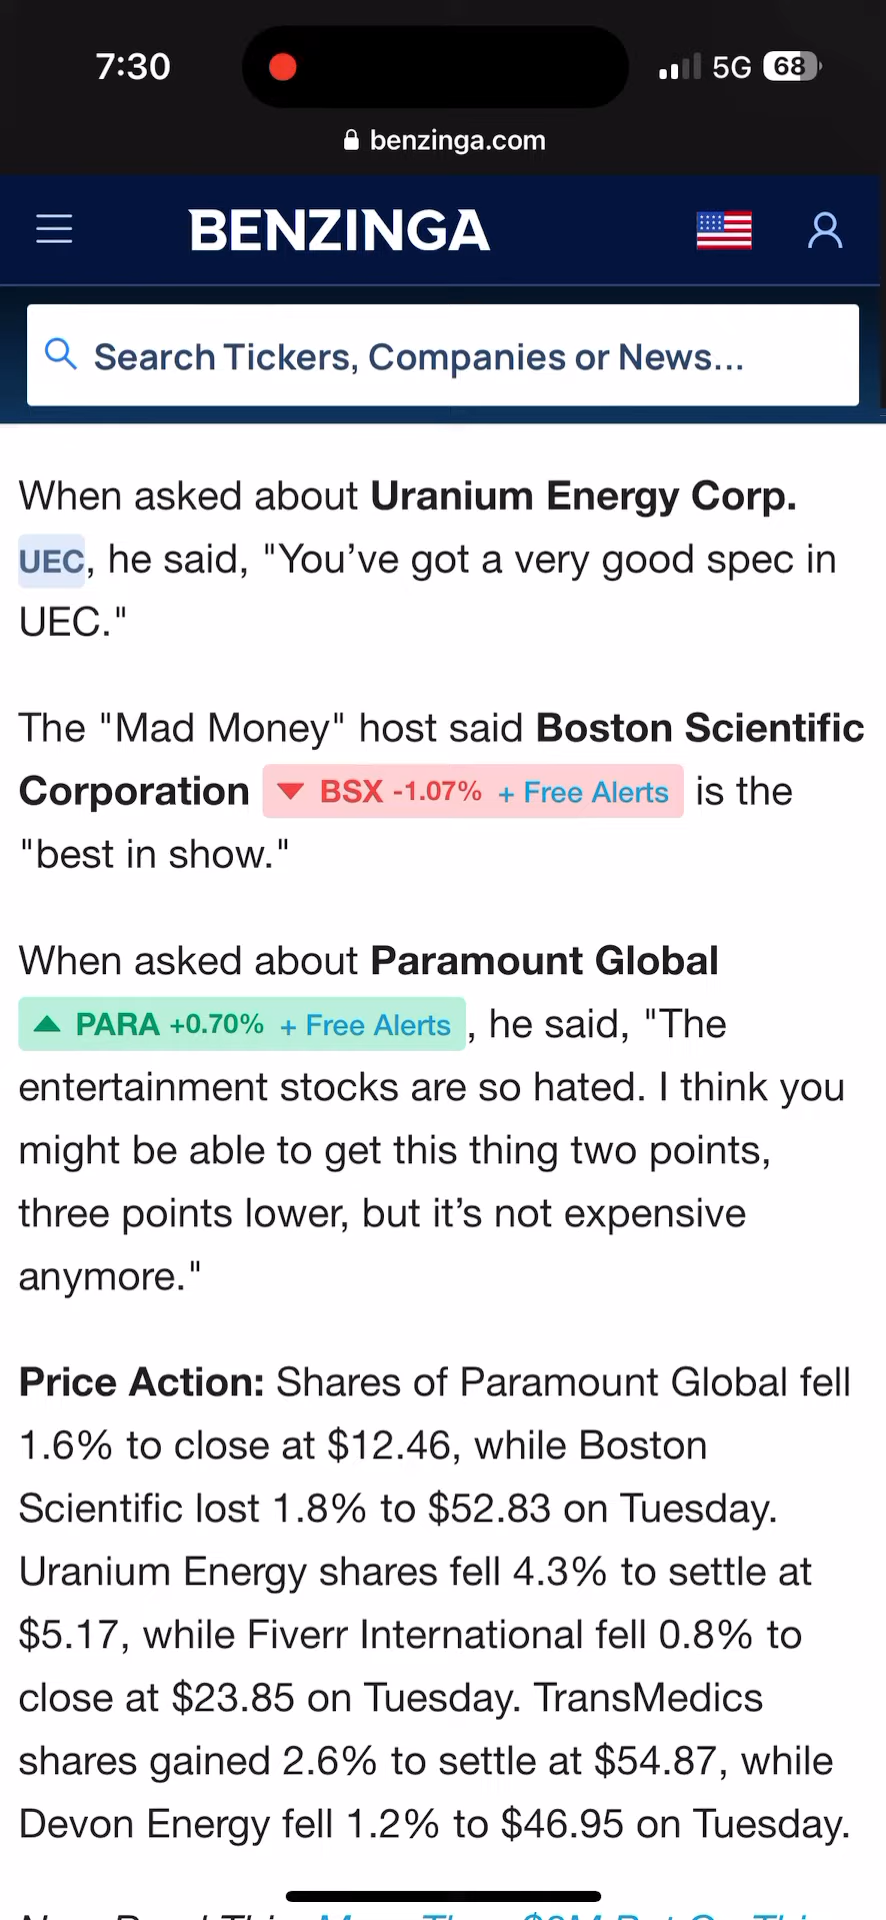 7:30
5G 68
benzinga.com
BENZINGA
Search Tickers, Companies or News...
When asked about Uranium Energy Corp.
UEC, he said, "You’ve got a very good spec in
UEC."
The "Mad Money" host said Boston Scientific
Corporation ▼ BSX -1.07% + Free Alerts is the
"best in show."
When asked about Paramount Global
▲ PARA +0.70% + Free Alerts, he said, "The
entertainment stocks are so hated. I think you
might be able to get this thing two points,
three points lower, but it’s not expensive
anymore."
Price Action: Shares of Paramount Global fell
1.6% to close at $12.46, while Boston
Scientific lost 1.8% to $52.83 on Tuesday.
Uranium Energy shares fell 4.3% to settle at
$5.17, while Fiverr International fell 0.8% to
close at $23.85 on Tuesday. TransMedics
shares gained 2.6% to settle at $54.87, while
Devon Energy fell 1.2% to $46.95 on Tuesday.